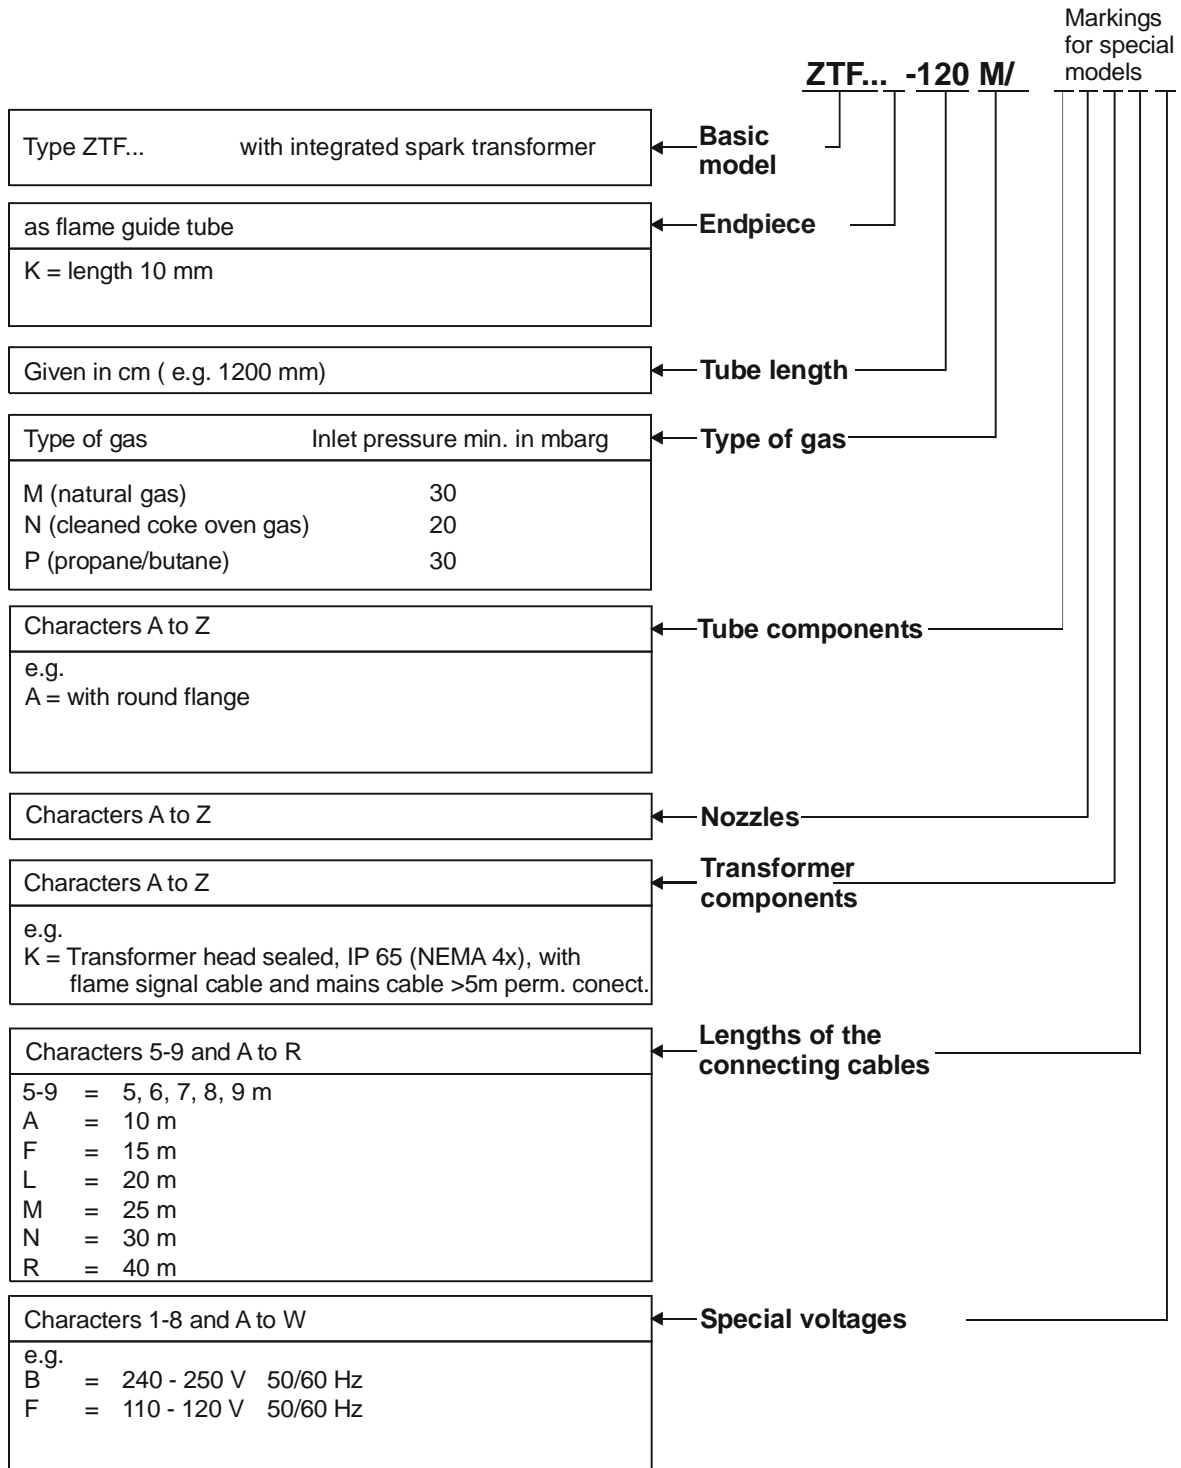 Markings
for special
models
ZTF... -120 M/
Type ZTF... with integrated spark transformer
Basic
model
as flame guide tube
Endpiece
K = length 10 mm
Given in cm ( e.g. 1200 mm)
Tube length
Type of gas Inlet pressure min. in mbarg
Type of gas
M (natural gas) 30
N (cleaned coke oven gas) 20
P (propane/butane) 30
Characters A to Z
Tube components
e.g.
A = with round flange
Characters A to Z
Nozzles
Characters A to Z
Transformer
components
e.g.
K = Transformer head sealed, IP 65 (NEMA 4x), with
flame signal cable and mains cable >5m perm. conect.
Characters 5-9 and A to R
Lengths of the
connecting cables
5-9 = 5, 6, 7, 8, 9 m
A = 10 m
F = 15 m
L = 20 m
M = 25 m
N = 30 m
R = 40 m
Characters 1-8 and A to W
Special voltages
e.g.
B = 240 - 250 V 50/60 Hz
F = 110 - 120 V 50/60 Hz